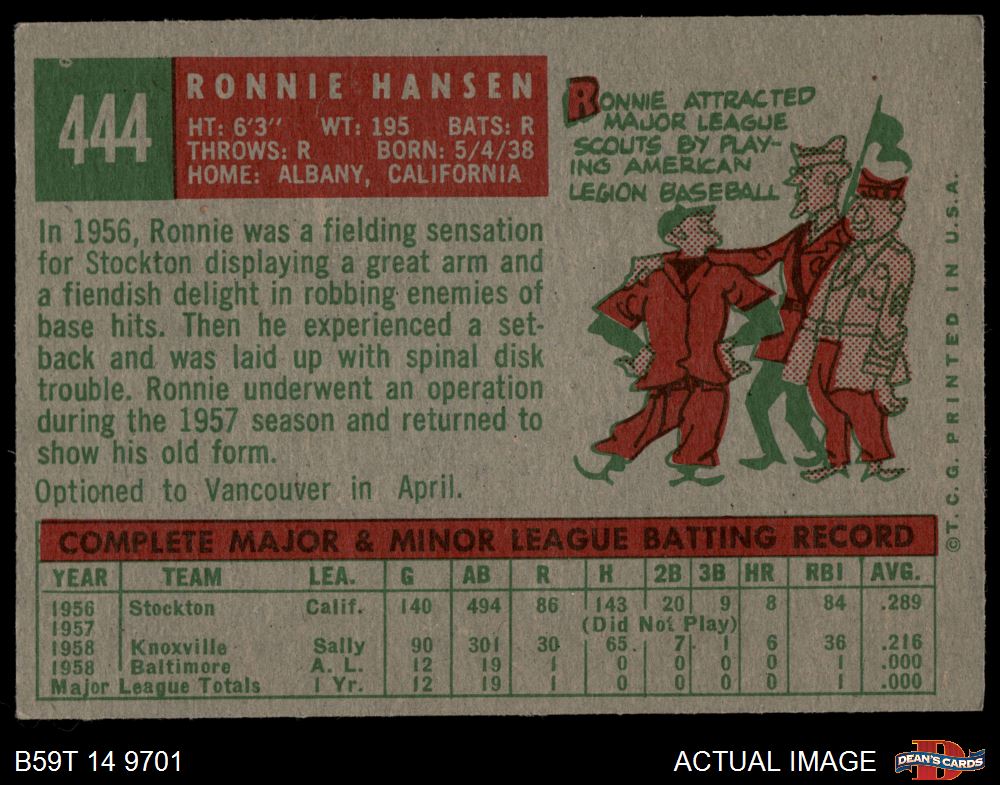 444
RONNIE HANSEN
HT: 6'3" WT: 195 BATS: R
THROWS: R BORN: 5/4/38
HOME: ALBANY, CALIFORNIA
RONNIE ATTRACTED
MAJOR LEAGUE
SCOUTS BY PLAY-
ING AMERICAN
LEGION BASEBALL
In 1956, Ronnie was a fielding sensation
for Stockton displaying a great arm and
a fiendish delight in robbing enemies of
base hits. Then he experienced a set-
back and was laid up with spinal disk
trouble. Ronnie underwent an operation
during the 1957 season and returned to
show his old form.
Optioned to Vancouver in April.
©T. C. G. PRINTED IN U.S.A.
COMPLETE MAJOR & MINOR LEAGUE BATTING RECORD
YEAR TEAM LEA. G AB R H 2B 3B HR RBI AVG.
1956 Stockton Calif. 140 494 86 143 20 9 8 84 .289
1957 (Did Not Play)
1958 Knoxville Sally 90 301 30 65 7 1 6 36 .216
1958 Baltimore A. L. 12 19 1 0 0 0 0 1 .000
Major League Totals 1 Yr. 12 19 1 0 0 0 0 1 .000
B59T 14 9701
ACTUAL IMAGE
DEAN'S CARDS